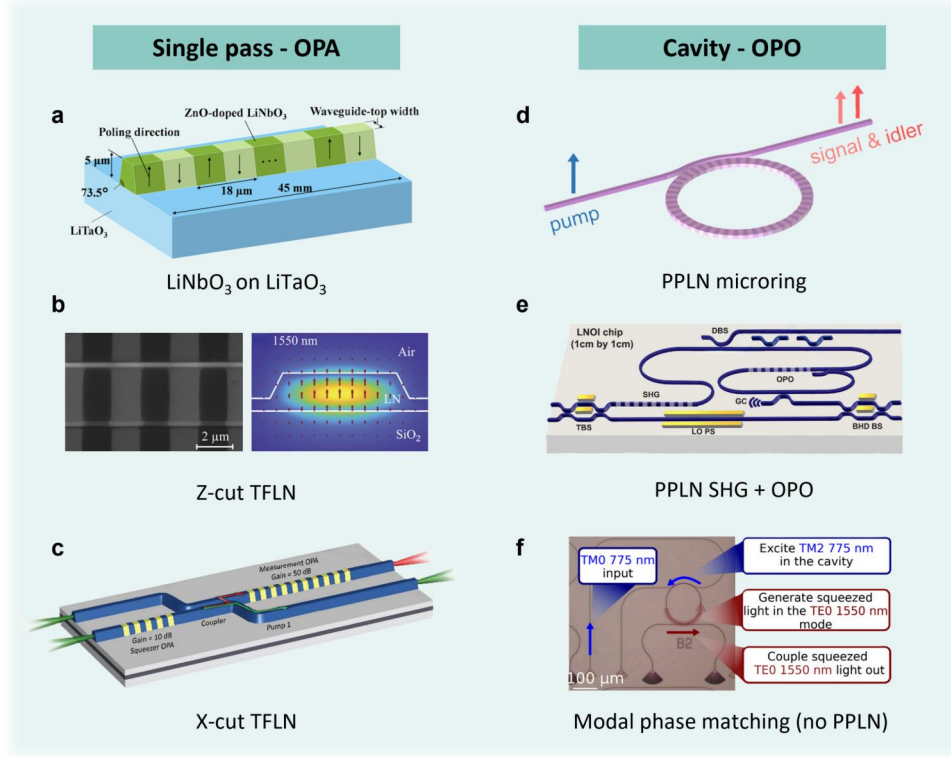 Single pass - OPA
Cavity - OPO
a
ZnO-doped LiNbO₃
Waveguide-top width
Poling direction
5 µm
73.5°
18 µm
...
45 mm
LiTaO₃
LiNbO₃ on LiTaO₃
d
signal & idler
pump
PPLN microring
b
2 µm
1550 nm
Air
LN
SiO₂
Z-cut TFLN
e
LNOI chip
(1cm by 1cm)
DBS
OPO
SHG
GC
TBS
LO PS
BHD BS
PPLN SHG + OPO
c
Measurement OPA
Gain = 50 dB
Coupler
Pump 1
Gain = 10 dB
Squeezer OPA
X-cut TFLN
f
TM0 775 nm
input
Excite TM2 775 nm
in the cavity
Generate squeezed
light in the TE0 1550 nm
mode
B2
Couple squeezed
TE0 1550 nm light out
100 µm
Modal phase matching (no PPLN)